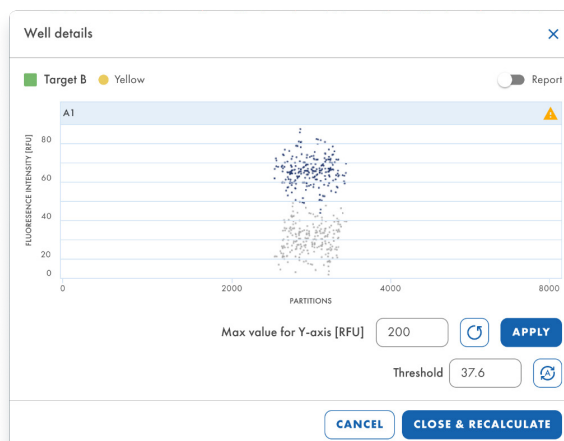 Well details
Target B Yellow Report
A1
FLUORESENCE INTENSITY [RFU]
80
60
40
20
0
0 2000 4000 8000
PARTITIONS
Max value for Y-axis [RFU] 200 APPLY
Threshold 37.6 A
CANCEL CLOSE & RECALCULATE